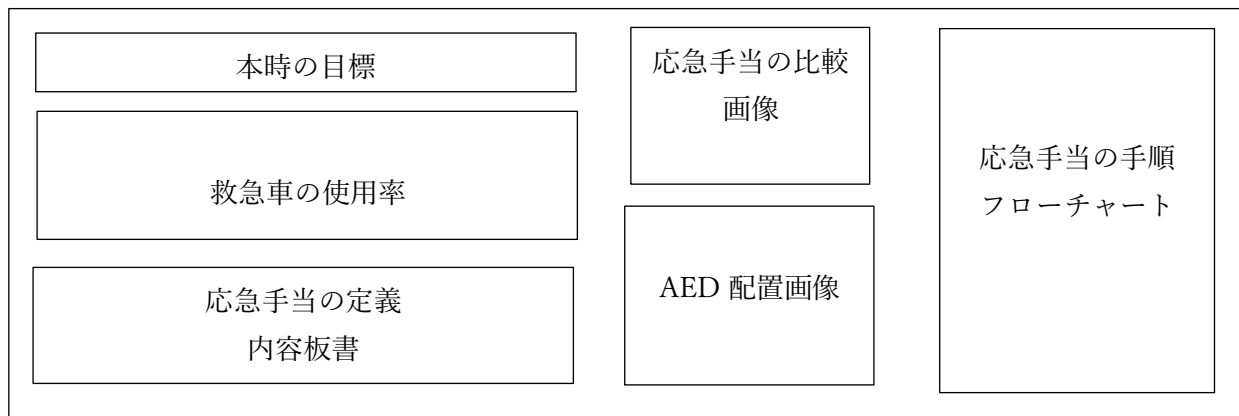 本時の目標
救急車の使用率
応急手当の定義
内容板書
応急手当の比較
画像
AED 配置画像
応急手当の手順
フローチャート